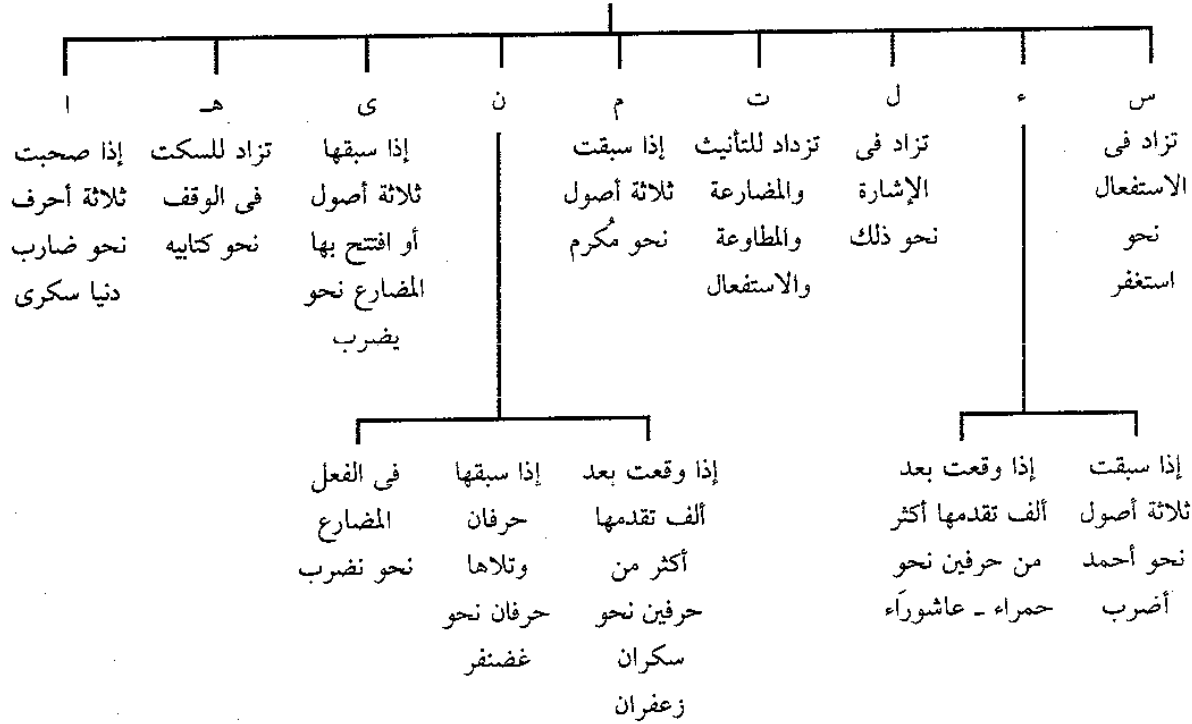 س
تزاد فى
الاستفعال
نحو
استغفر
ء
ل
تزاد فى
الإشارة
نحو ذلك
ت
تزداد للتأنيث
والمضارعة
والمطاوعة
والاستفعال
م
إذا سبقت
ثلاثة أصول
نحو مُكرم
ن
ى
إذا سبقها
ثلاثة أصول
أو افتتح بها
المضارع نحو
يضرب
هـ
تزاد للسكت
فى الوقف
نحو كتابيه
ا
إذا صحبت
ثلاثة أحرف
نحو ضارب
دنيا سكرى
إذا سبقت
ثلاثة أصول
نحو أحمد
أضرب
إذا وقعت بعد
ألف تقدمها أكثر
من حرفين نحو
حمراء ـ عاشورَاء
إذا وقعت بعد
ألف تقدمها
أكثر من
حرفين نحو
سكران
زعفران
إذا سبقها
حرفان
وتلاها
حرفان نحو
غضنفر
فى الفعل
المضارع
نحو نضرب